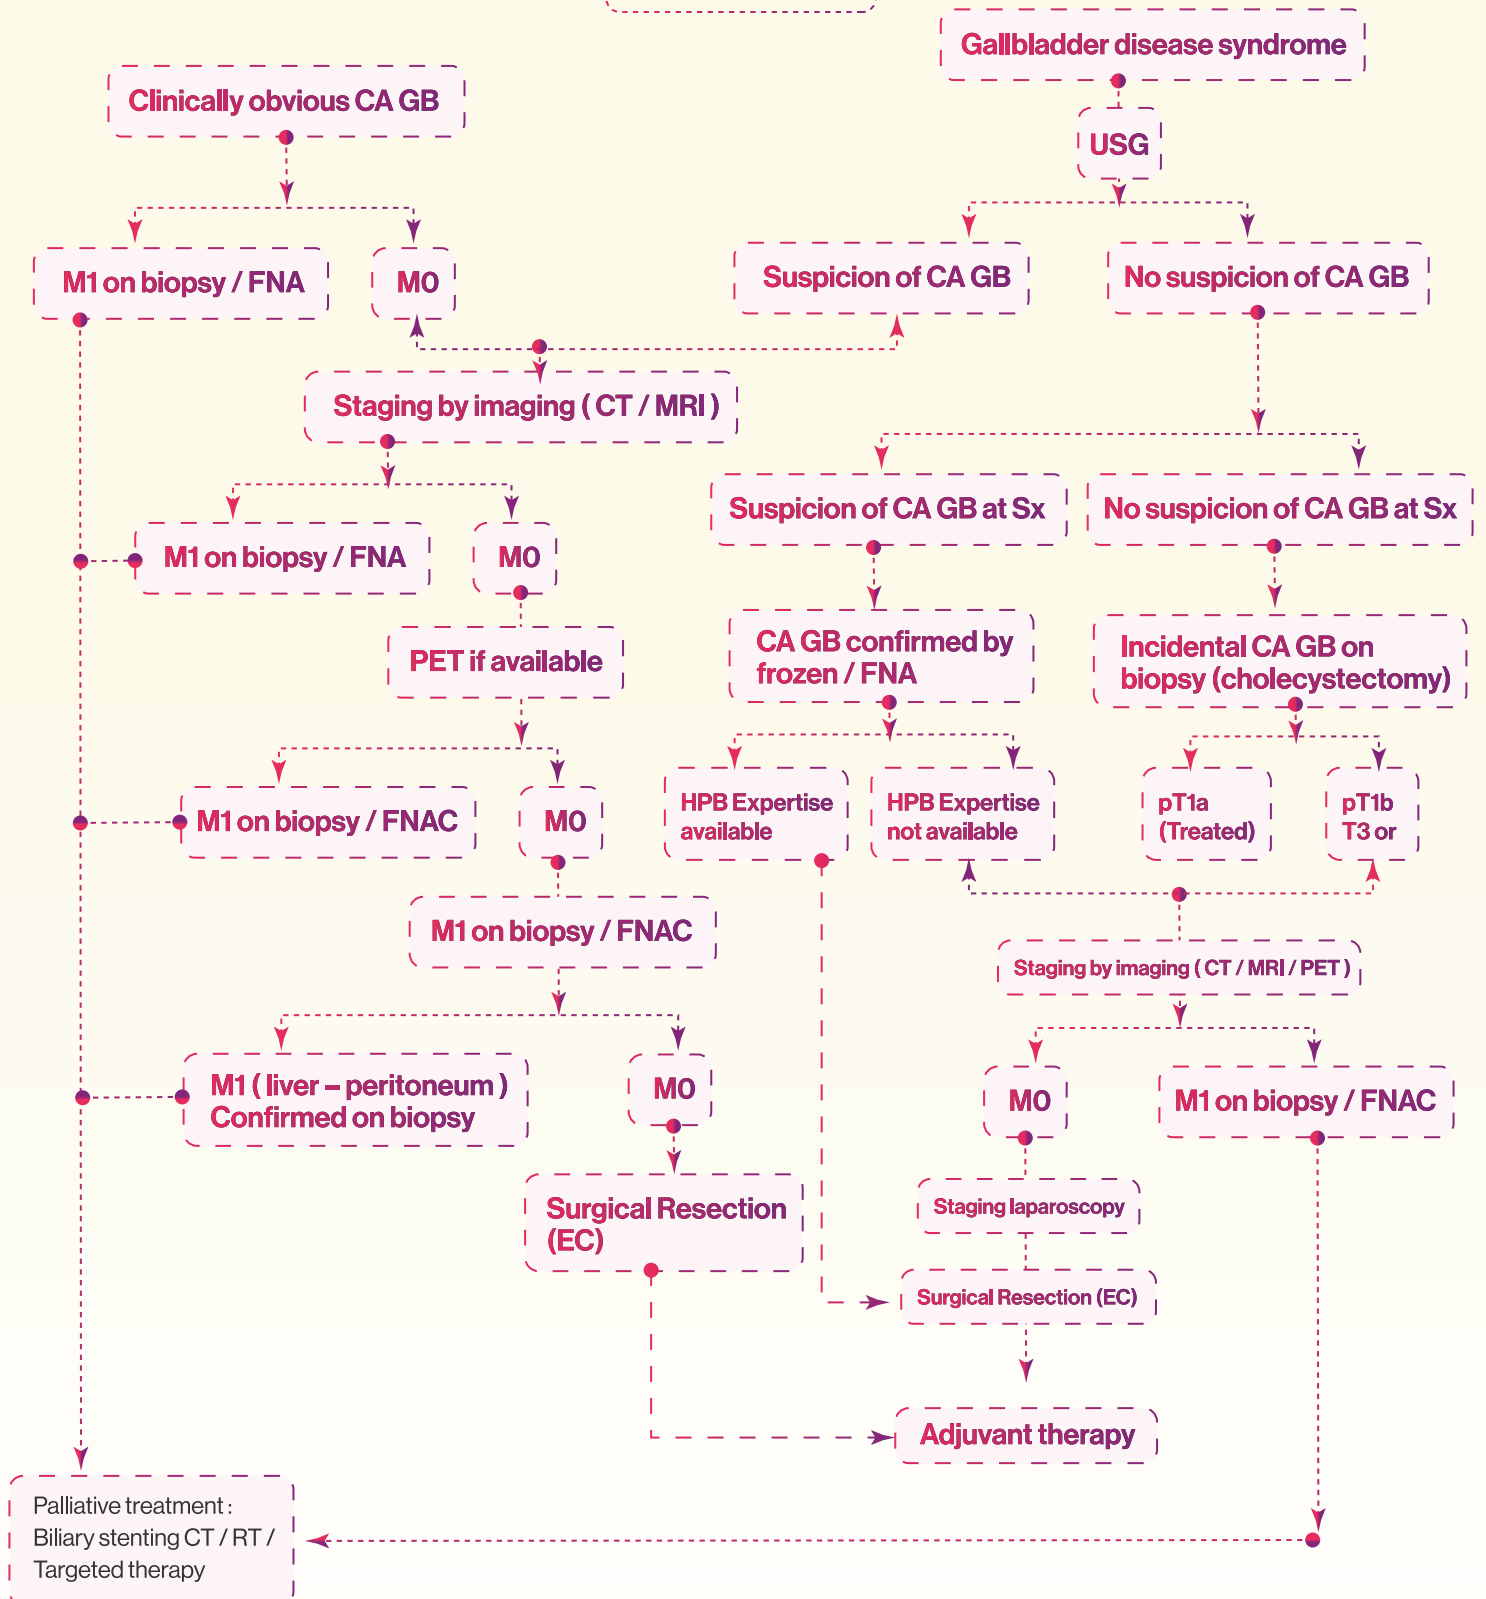 Gallbladder disease syndrome
Clinically obvious CA GB
USG
M1 on biopsy / FNA
M0
Suspicion of CA GB
No suspicion of CA GB
Staging by imaging ( CT / MRI )
Suspicion of CA GB at Sx
No suspicion of CA GB at Sx
M1 on biopsy / FNA
M0
CA GB confirmed by
frozen / FNA
Incidental CA GB on
biopsy (cholecystectomy)
PET if available
HPB Expertise
available
HPB Expertise
not available
pT1a
(Treated)
pT1b
T3 or
M1 on biopsy / FNAC
M0
M1 on biopsy / FNAC
Staging by imaging ( CT / MRI / PET )
M1 ( liver – peritoneum )
Confirmed on biopsy
M0
M0
M1 on biopsy / FNAC
Surgical Resection
(EC)
Staging laparoscopy
Surgical Resection (EC)
Adjuvant therapy
Palliative treatment :
Biliary stenting CT / RT /
Targeted therapy